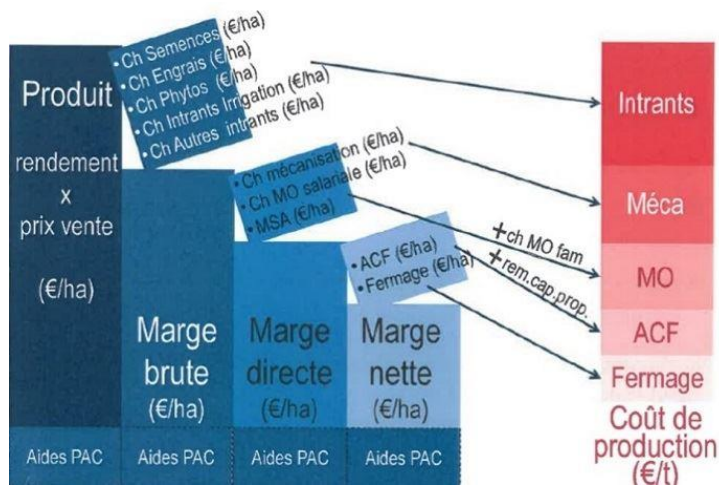 Produit
rendement
x
prix vente
(€/ha)
Aides PAC
• Ch Semences (€/ha)
• Ch Engrais (€/ha)
• Ch Phytos (€/ha)
• Ch Intrants Irrigation (€/ha)
• Ch Autres intrants (€/ha)
Marge
brute
(€/ha)
Aides PAC
• Ch mécanisation (€/ha)
• Ch MO salariale (€/ha)
• MSA (€/ha)
Marge
directe
(€/ha)
Aides PAC
• ACF (€/ha)
• Fermage (€/ha)
Marge
nette
(€/ha)
Aides PAC
+ch MO fam
+rem.cap.prop.
Intrants
Méca
MO
ACF
Fermage
Coût de
production
(€/t)